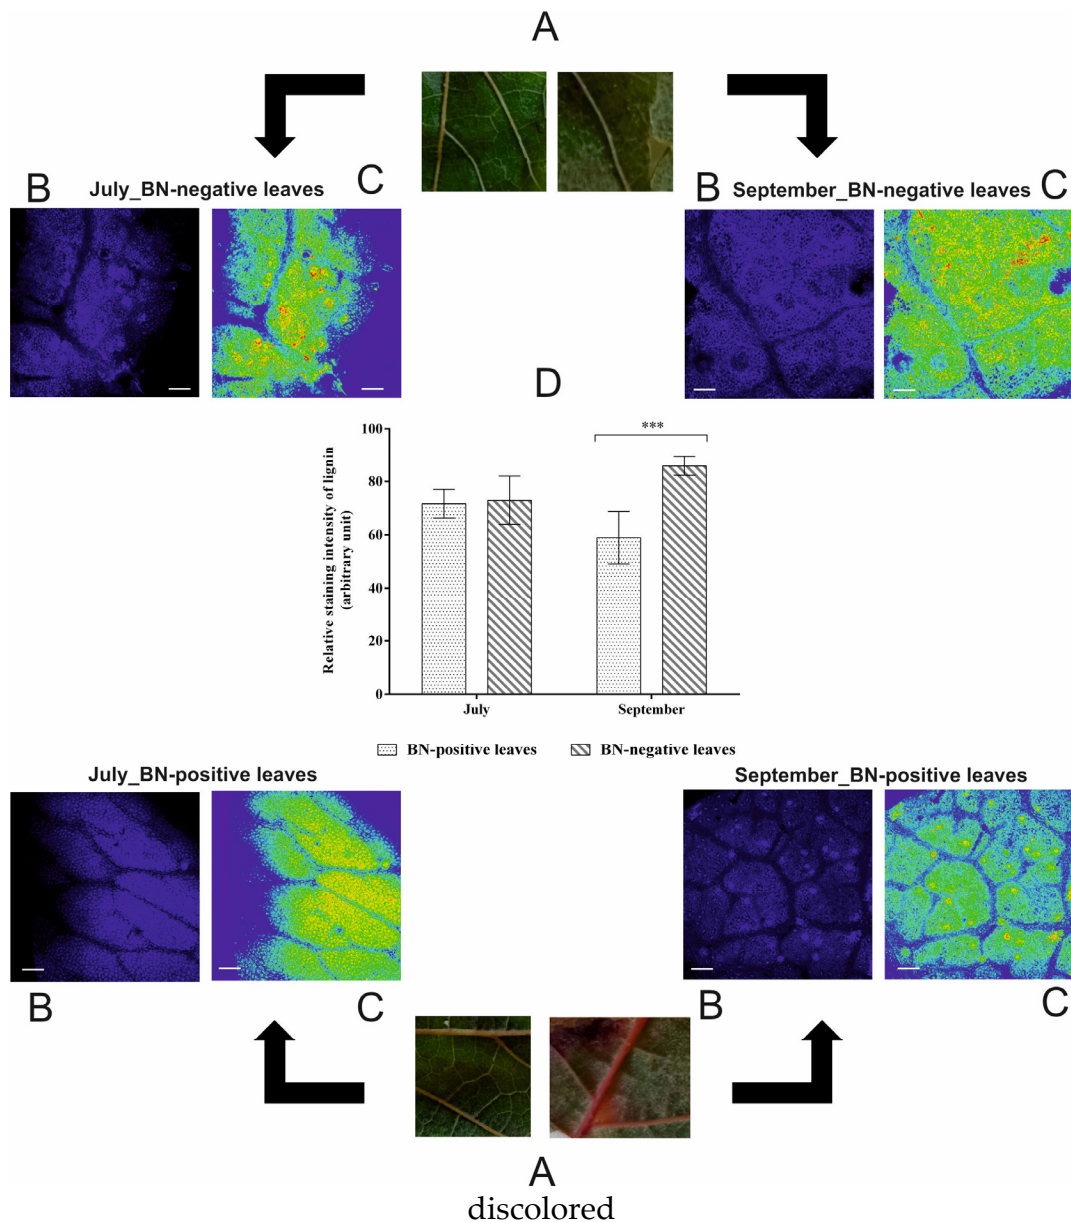 A
B
July_BN-negative leaves
C
B
September_BN-negative leaves
C
D
100
80
60
40
20
0
***
Relative staining intensity of lignin
(arbitrary unit)
July
September
BN-positive leaves
BN-negative leaves
July_BN-positive leaves
September_BN-positive leaves
B
C
B
C
A
discolored